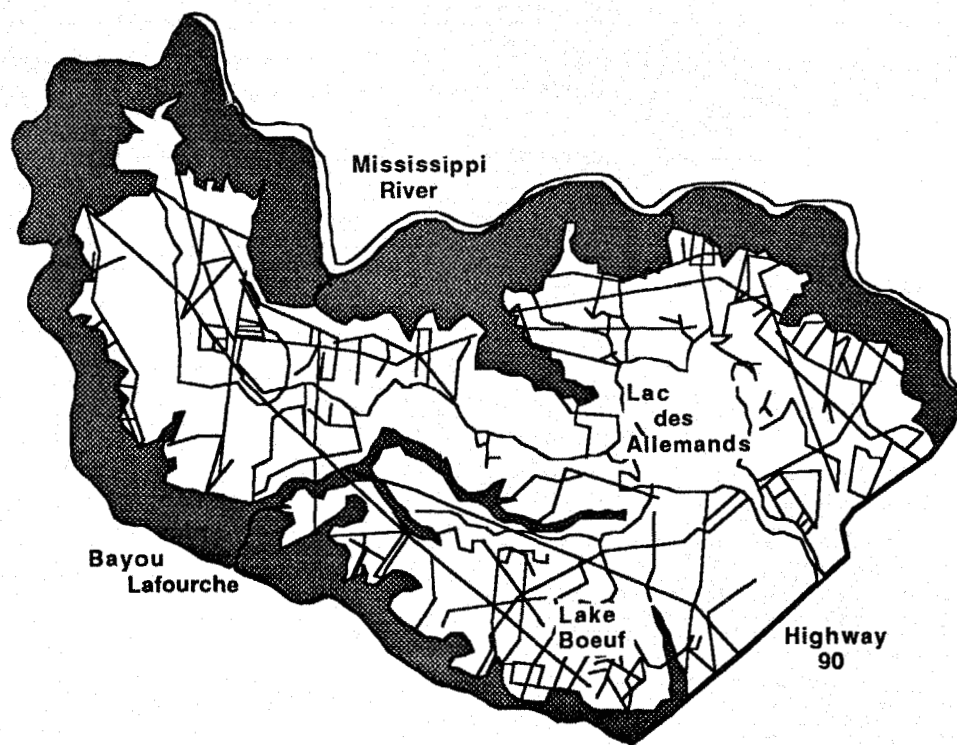 Mississippi
River
Lac
des
Allemands
Bayou
Lafourche
Lake
Boeuf
Highway
90